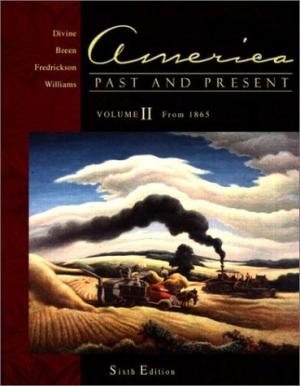 Divine
Breen
Fredrickson
Williams
America
PAST AND PRESENT
VOLUME II From 1865
Sixth Edition